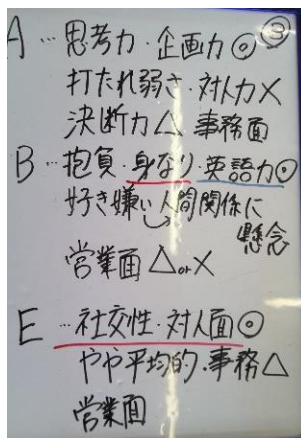 A…思考力・企画力◎ ③
打たれ弱さ・対人力×
決断力△ 事務面
B…抱負・身なり・英語力◎
好き嫌い 人間関係に
懸念
営業面 △or×
E…社交性・対人面◎
やや平均的・事務△
営業面